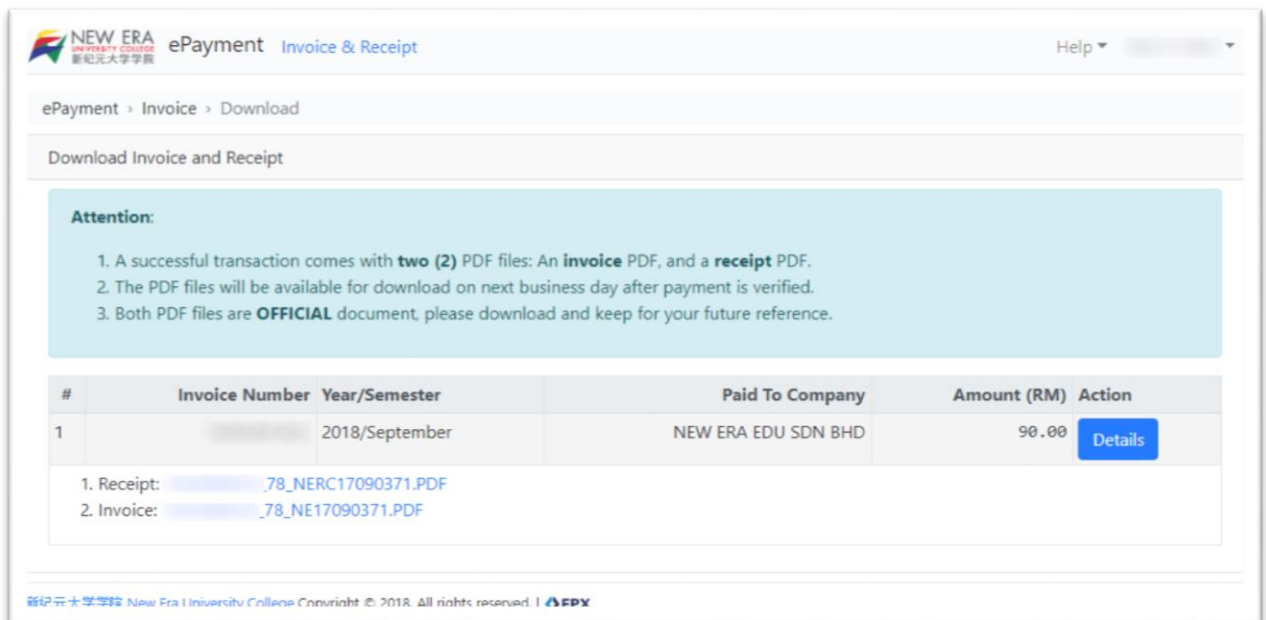 NEW ERA
UNIVERSITY COLLEGE
新纪元大学学院
ePayment Invoice & Receipt Help
ePayment > Invoice > Download
Download Invoice and Receipt
Attention:
1. A successful transaction comes with two (2) PDF files: An invoice PDF, and a receipt PDF.
2. The PDF files will be available for download on next business day after payment is verified.
3. Both PDF files are OFFICIAL document, please download and keep for your future reference.
# Invoice Number Year/Semester Paid To Company Amount (RM) Action
1 2018/September NEW ERA EDU SDN BHD 90.00 Details
1. Receipt: _78_NERC17090371.PDF
2. Invoice: _78_NE17090371.PDF
新纪元大学学院 New Era University College Copyright © 2018. All rights reserved. | FPX